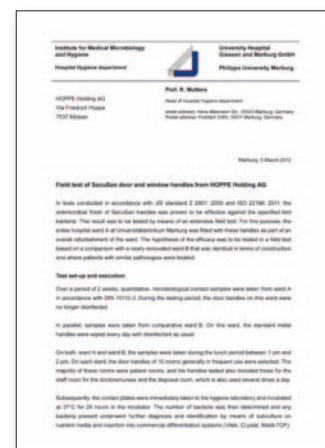 Institute for Medical Microbiology
and Hygiene
Hospital Hygiene department
University Hospital
Giessen and Marburg GmbH
Philipps University Marburg
HOPPE Holding AG
Via Friedrich Hoppe
7537 Müstair
Prof. R. Mutters
Head of hospital hygiene department
Marburg, 5 March 2012
Field test of SecuSan door and window handles from HOPPE Holding AG
In tests conducted in accordance with JIS standard Z 2801: 2000 and ISO 22196: 2011, the
antimicrobial finish of SecuSan handles was proven to be effective against the specified test
bacteria. This result was to be tested by means of an extensive field test. For this purpose, the
entire hospital ward A at Universitätsklinikum Marburg was fitted with these handles as part of an
overall refurbishment of the ward. The hypothesis of the efficacy was to be tested in a field test
based on a comparison with a newly renovated ward B that was identical in terms of construction
and where patients with similar pathologies were treated.
Test set-up and execution
Over a period of 2 weeks, quantitative, microbiological contact samples were taken from ward A
in accordance with DIN 10113-3. During the testing period, the door handles on this ward were
no longer disinfected.
In parallel, samples were taken from comparative ward B. On this ward, the standard metal
handles were wiped every day with disinfectant as usual.
On both ward A and ward B, the samples were taken during the lunch period between 1 pm and
2 pm. On each ward, the door handles of 10 rooms generally in frequent use were selected. The
majority of these rooms were patient rooms, and the handles tested also included those for the
staff room for the doctors/nurses and the disposal room, which is also used several times a day.
Subsequently, the contact plates were immediately taken to the hygiene laboratory and incubated
at 37°C for 24 hours in the incubator. The number of bacteria was then determined and any
bacteria present underwent further diagnosis and identification by means of subculture on
nutrient media and insertion into commercial differentiation systems (Vitek, Crystal, Maldi-TOF).